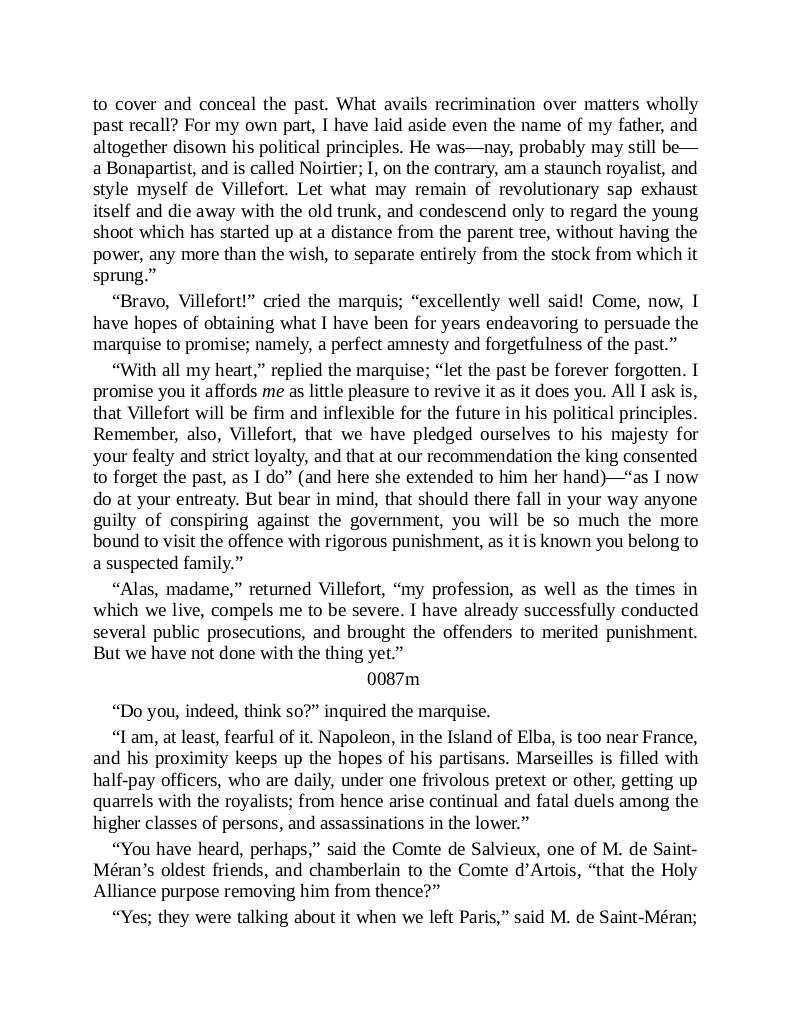 to cover and conceal the past. What avails recrimination over matters wholly
past recall? For my own part, I have laid aside even the name of my father, and
altogether disown his political principles. He was—nay, probably may still be—
a Bonapartist, and is called Noirtier; I, on the contrary, am a staunch royalist, and
style myself de Villefort. Let what may remain of revolutionary sap exhaust
itself and die away with the old trunk, and condescend only to regard the young
shoot which has started up at a distance from the parent tree, without having the
power, any more than the wish, to separate entirely from the stock from which it
sprung.”
“Bravo, Villefort!” cried the marquis; “excellently well said! Come, now, I
have hopes of obtaining what I have been for years endeavoring to persuade the
marquise to promise; namely, a perfect amnesty and forgetfulness of the past.”
“With all my heart,” replied the marquise; “let the past be forever forgotten. I
promise you it affords me as little pleasure to revive it as it does you. All I ask is,
that Villefort will be firm and inflexible for the future in his political principles.
Remember, also, Villefort, that we have pledged ourselves to his majesty for
your fealty and strict loyalty, and that at our recommendation the king consented
to forget the past, as I do” (and here she extended to him her hand)—“as I now
do at your entreaty. But bear in mind, that should there fall in your way anyone
guilty of conspiring against the government, you will be so much the more
bound to visit the offence with rigorous punishment, as it is known you belong to
a suspected family.”
“Alas, madame,” returned Villefort, “my profession, as well as the times in
which we live, compels me to be severe. I have already successfully conducted
several public prosecutions, and brought the offenders to merited punishment.
But we have not done with the thing yet.”
0087m
“Do you, indeed, think so?” inquired the marquise.
“I am, at least, fearful of it. Napoleon, in the Island of Elba, is too near France,
and his proximity keeps up the hopes of his partisans. Marseilles is filled with
half-pay officers, who are daily, under one frivolous pretext or other, getting up
quarrels with the royalists; from hence arise continual and fatal duels among the
higher classes of persons, and assassinations in the lower.”
“You have heard, perhaps,” said the Comte de Salvieux, one of M. de Saint-
Méran’s oldest friends, and chamberlain to the Comte d’Artois, “that the Holy
Alliance purpose removing him from thence?”
“Yes; they were talking about it when we left Paris,” said M. de Saint-Méran;